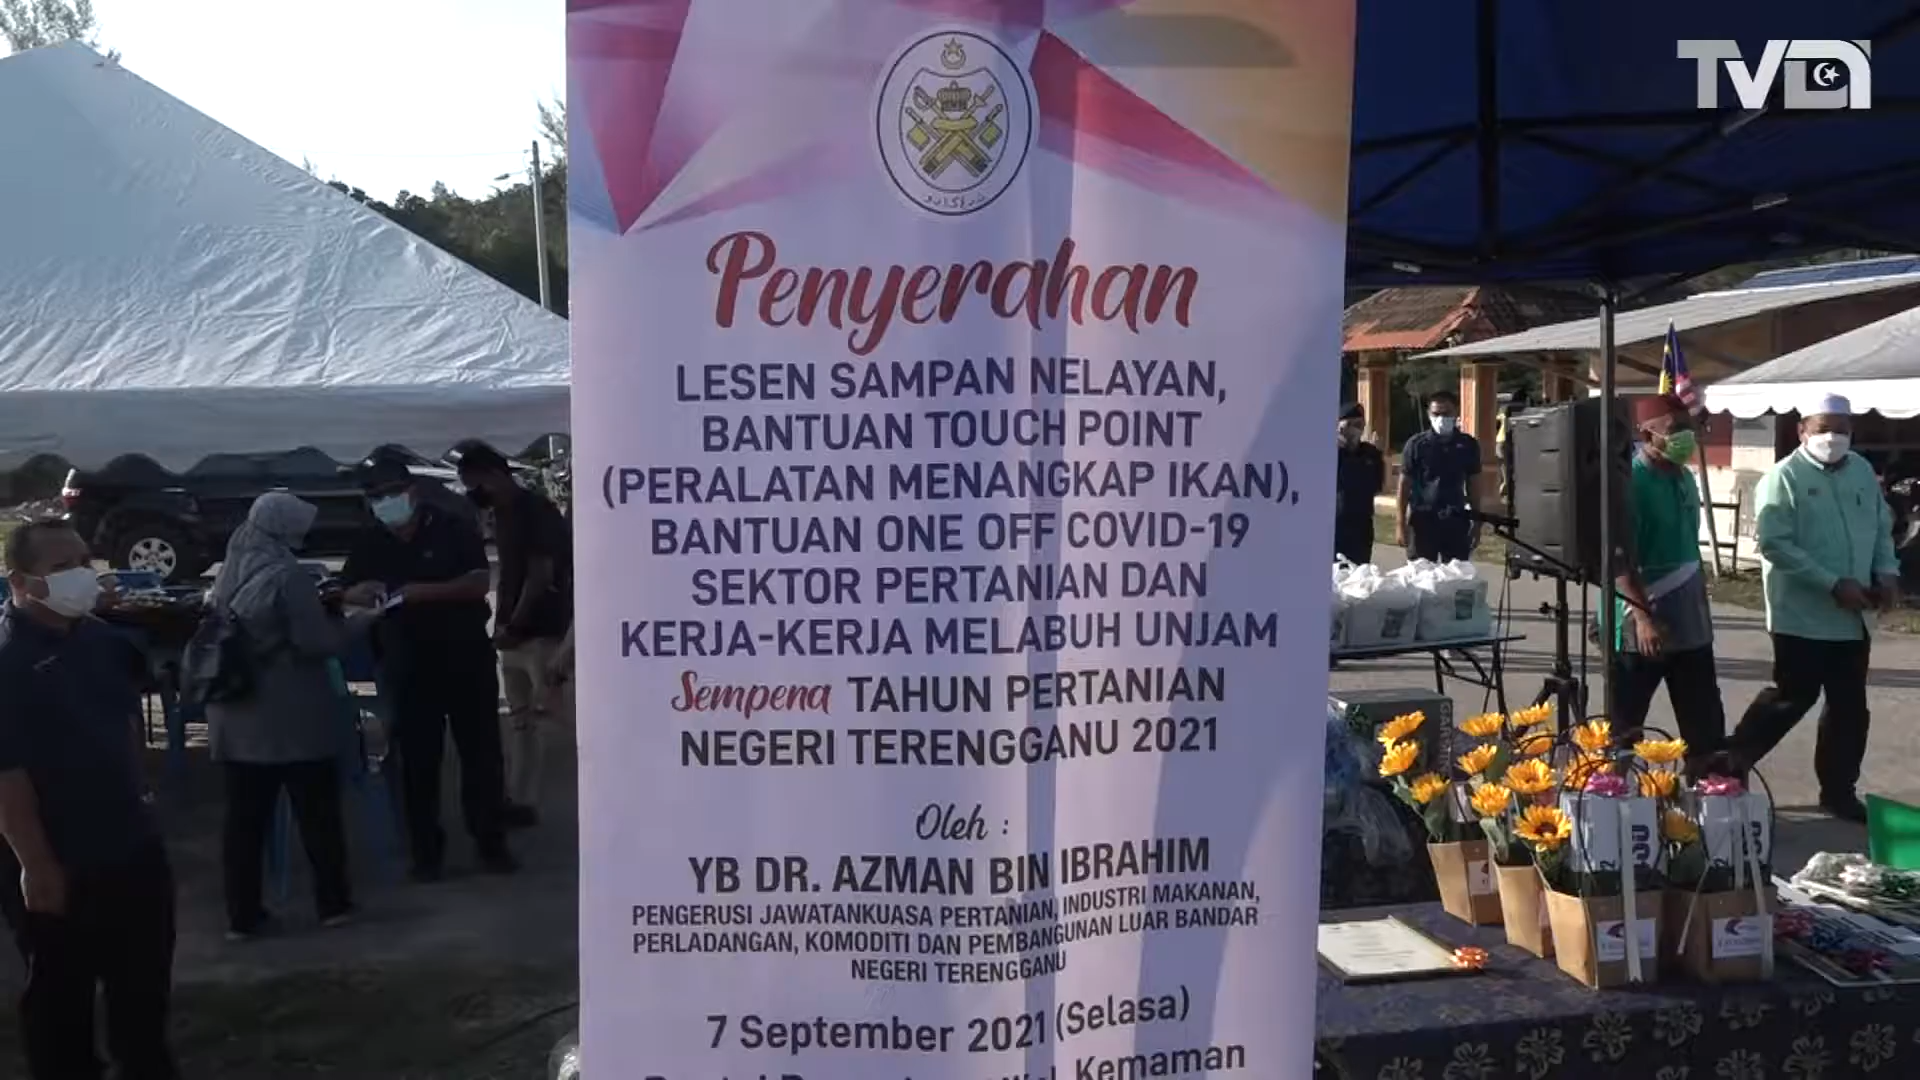 TVDI
Penyerahan
LESEN SAMPAN NELAYAN,
BANTUAN TOUCH POINT
(PERALATAN MENANGKAP IKAN),
BANTUAN ONE OFF COVID-19
SEKTOR PERTANIAN DAN
KERJA-KERJA MELABUH UNJAM
Sempena TAHUN PERTANIAN
NEGERI TERENGGANU 2021
Oleh :
YB DR. AZMAN BIN IBRAHIM
PENGERUSI JAWATANKUASA PERTANIAN, INDUSTRI MAKANAN,
PERLADANGAN, KOMODITI DAN PEMBANGUNAN LUAR BANDAR
NEGERI TERENGGANU
7 September 2021 (Selasa)
Kemaman